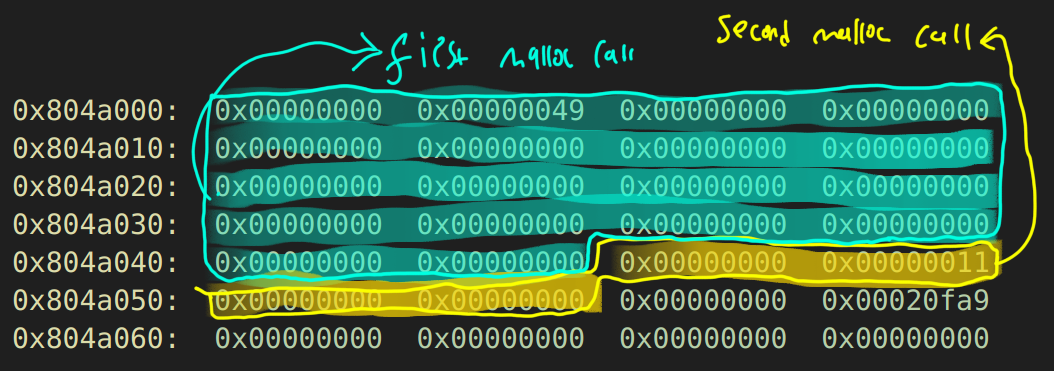 first malloc call
second malloc call
0x804a000: 0x00000000 0x00000049 0x00000000 0x00000000
0x804a010: 0x00000000 0x00000000 0x00000000 0x00000000
0x804a020: 0x00000000 0x00000000 0x00000000 0x00000000
0x804a030: 0x00000000 0x00000000 0x00000000 0x00000000
0x804a040: 0x00000000 0x00000000 0x00000000 0x00000011
0x804a050: 0x00000000 0x00000000 0x00000000 0x00020fa9
0x804a060: 0x00000000 0x00000000 0x00000000 0x00000000